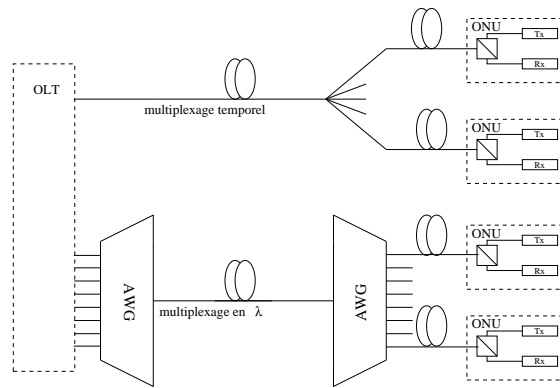 ONU
Tx
Rx
OLT
multiplexage temporel
ONU
Tx
Rx
ONU
Tx
Rx
AWG
AWG
multiplexage en λ
ONU
Tx
Rx